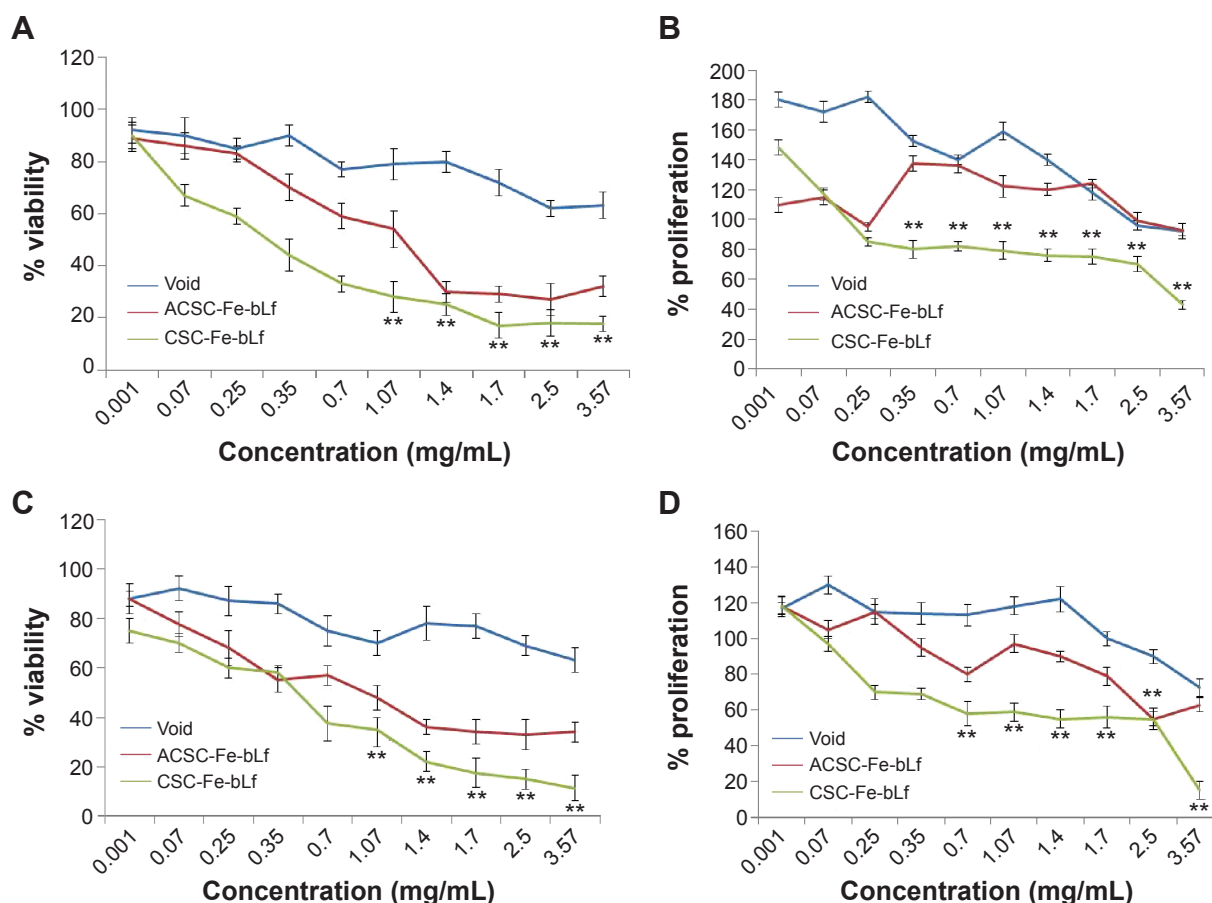 A
120
100
80
60
40
20
0
% viability
Void
ACSC-Fe-bLf
CSC-Fe-bLf
** ** ** ** **
0.001 0.07 0.25 0.35 0.7 1.07 1.4 1.7 2.5 3.57
Concentration (mg/mL)
B
200
180
160
140
120
100
80
60
40
20
0
% proliferation
** ** ** ** ** ** **
Void
ACSC-Fe-bLf
CSC-Fe-bLf
0.001 0.07 0.25 0.35 0.7 1.07 1.4 1.7 2.5 3.57
Concentration (mg/mL)
C
120
100
80
60
40
20
0
% viability
Void
ACSC-Fe-bLf
CSC-Fe-bLf
** ** ** ** **
0.001 0.07 0.25 0.35 0.7 1.07 1.4 1.7 2.5 3.57
Concentration (mg/mL)
D
160
140
120
100
80
60
40
20
0
% proliferation
Void
ACSC-Fe-bLf
CSC-Fe-bLf
** ** ** ** ** **
0.001 0.07 0.25 0.35 0.7 1.07 1.4 1.7 2.5 3.57
Concentration (mg/mL)